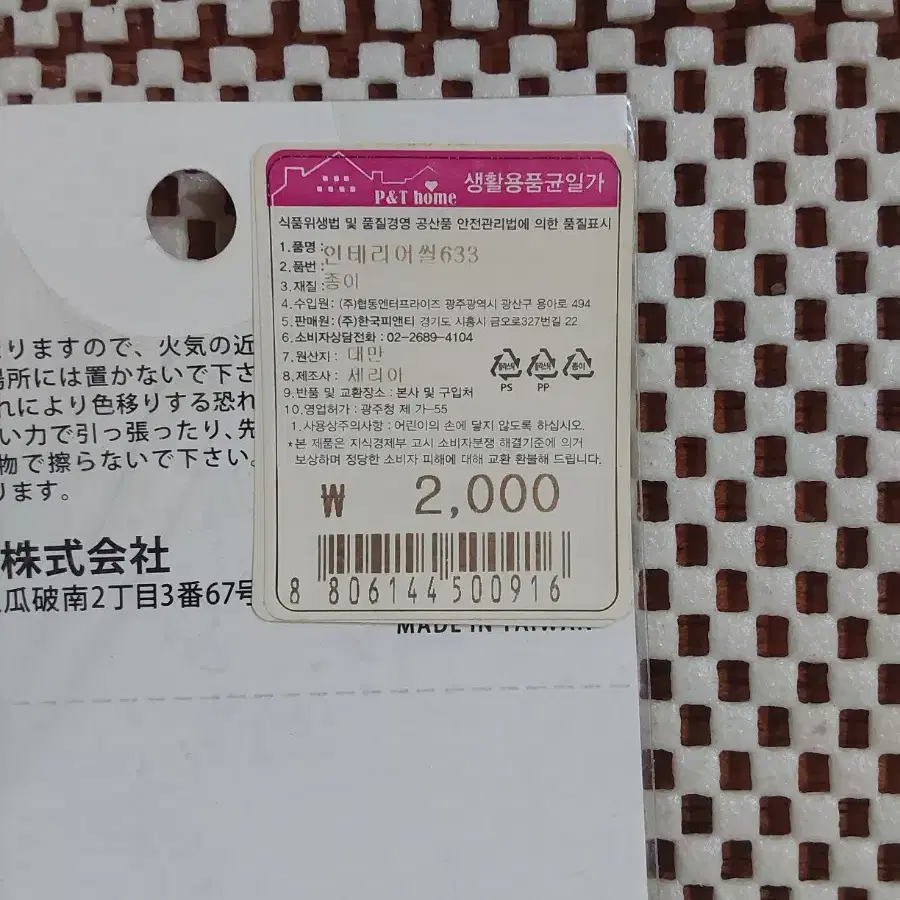 P&T home 생활용품균일가
식품위생법 및 품질경영 공산품 안전관리법에 의한 품질표시
1.품명 : 인테리어씰633
2.품번 :
3.재질 : 종이
4.수입원: (주)협동엔터프라이즈 광주광역시 광산구 용아로 494
5.판매원: (주)한국피앤티 경기도 시흥시 금오로327번길 22
6.소비자상담전화 : 02-2689-4104
7.원산지 : 대만
8.제조사 : 세리아
플라스틱 플라스틱 종이
PS PP
9.반품 및 교환장소 : 본사 및 구입처
10.영업허가 : 광주청 제 가-55
1.사용상주의사항 : 어린이의 손에 닿지 않도록 하십시오.
*본 제품은 지식경제부 고시 소비자분쟁 해결기준에 의거
보상하며 정당한 소비자 피해에 대해 교환 환불해 드립니다.
₩ 2,000
8 806144 500916
りますので、火気の近
場所には置かないで下さ
れにより色移りする恐れ
い力で引っ張ったり、先
物で擦らないで下さい。
ります。
株式会社
瓜破南2丁目3番67号
MADE IN TAIWAN